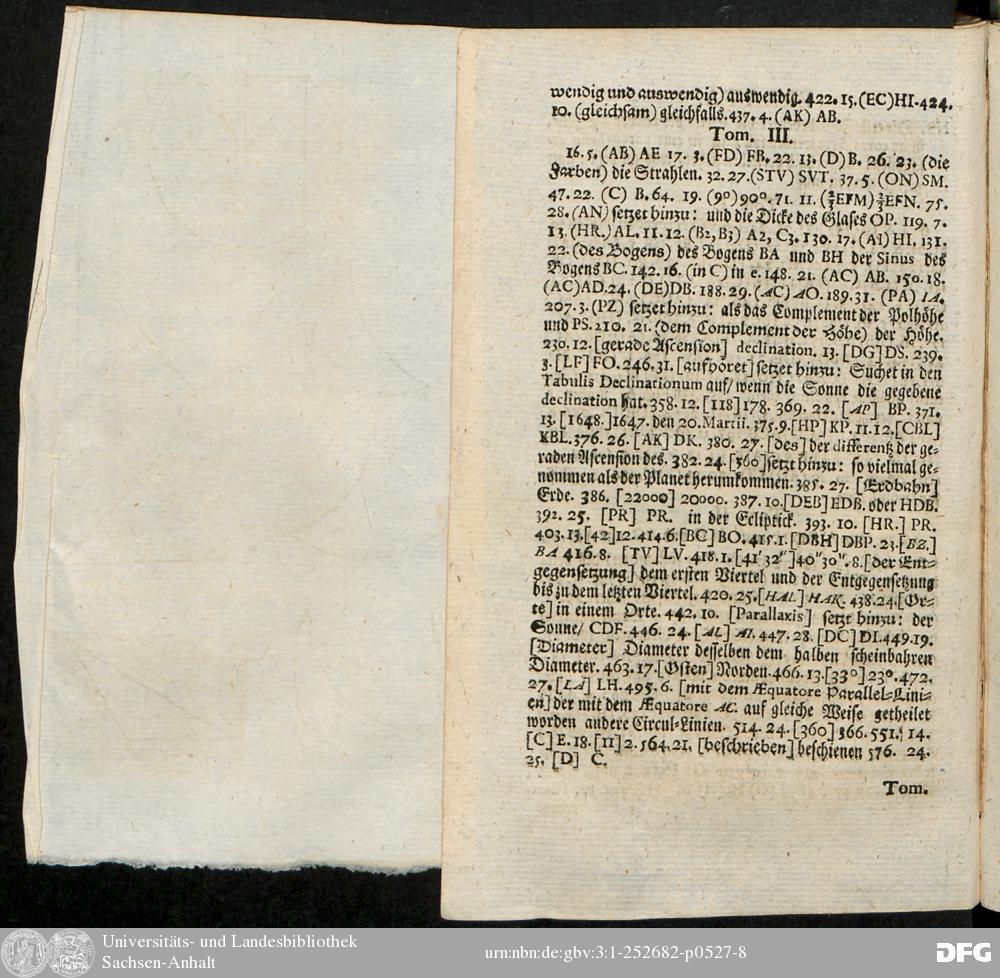 wendig und auswendig) auswendig. 422. 15. (EC)HI. 424.
10. (gleichsam) gleichfalls. 437. 4. (AK) AB.
Tom. III.
16. 5. (AB) AE 17. 3. (FD) FB. 22. 13. (D) B. 26. 23. (die
Farben) die Strahlen. 32. 27. (STV) SVT. 37. 5. (ON) SM.
47. 22. (C) B. 64. 19. (9°) 90°. 71. 11. (⅔EFM) ⅔EFN. 75.
28. (AN) setzet hinzu: und die Dicke des Glases OP. 119. 7.
13. (HR.) AL. 11. 12. (B2, B3) A2, C3. 130. 17. (AI) HI. 131.
22. (des Bogens) des Bogens BA und BH der Sinus des
Bogens BC. 142. 16. (in C) in e. 148. 21. (AC) AB. 150. 18.
(AC)AD. 24. (DE)DB. 188. 29. (AC) AO. 189. 31. (PA) IA.
207. 3. (PZ) setzet hinzu: als das Complement der Polhöhe
und PS. 210. 21. (dem Complement der Höhe) der Höhe.
230. 12. [gerade Ascension] declination. 13. [DG] DS. 239.
3. [LF] FO. 246. 31. [aufhöret] setzet hinzu: Suchet in den
Tabulis Declinationum auf/ wenn die Sonne die gegebene
declination hat. 358. 12. [118] 178. 369. 22. [AP] BP. 371.
13. [1648.] 1647. den 20. Martii. 375. 9. [HP] KP. 11. 12. [CBL]
KBL. 376. 26. [AK] DK. 380. 27. [des] der differentz der ge-
raden Ascension des. 382. 24. [360] setzt hinzu: so vielmal ge-
nommen als der Planet herumkommen. 385. 27. [Erdbahn]
Erde. 386. [22000] 20000. 387. 10. [DEB] EDB. oder HDB.
392. 25. [PR] PR. in der Ecliptick. 393. 10. [HR.] PR.
403. 13. [42] 12. 414. 6. [BC] BO. 415. 1. [DBH] DBP. 23. [BZ.]
BA 416. 8. [TV] LV. 418. 1. [41' 32''] 40'' 30''. 8. [der Ent-
gegensetzung] dem ersten Viertel und der Entgegensetzung
bis zu dem letzten Viertel. 420. 25. [HAL] HAK. 438. 24. [Or-
te] in einem Orte. 442. 10. [Parallaxis] setzt hinzu: der
Sonne/ CDF. 446. 24. [AL] AI. 447. 28. [DC] DI. 449. 19.
[Diameter] Diameter desselben dem halben scheinbahren
Diameter. 463. 17. [Osten] Norden. 466. 13. [33°] 23°. 472.
27. [LA] LH. 495. 6. [mit dem Æquatore Parallel-Lini-
en] der mit dem Æquatore AC. auf gleiche Weise getheilet
worden andere Circul-Linien. 514. 24. [360] 366. 551. 14.
[C] E. 18. [11] 2. 564. 21. [beschrieben] beschienen 576. 24.
25. [D] C.
Tom.
Universitäts- und Landesbibliothek
Sachsen-Anhalt
urn:nbn:de:gbv:3:1-252682-p0527-8
DFG